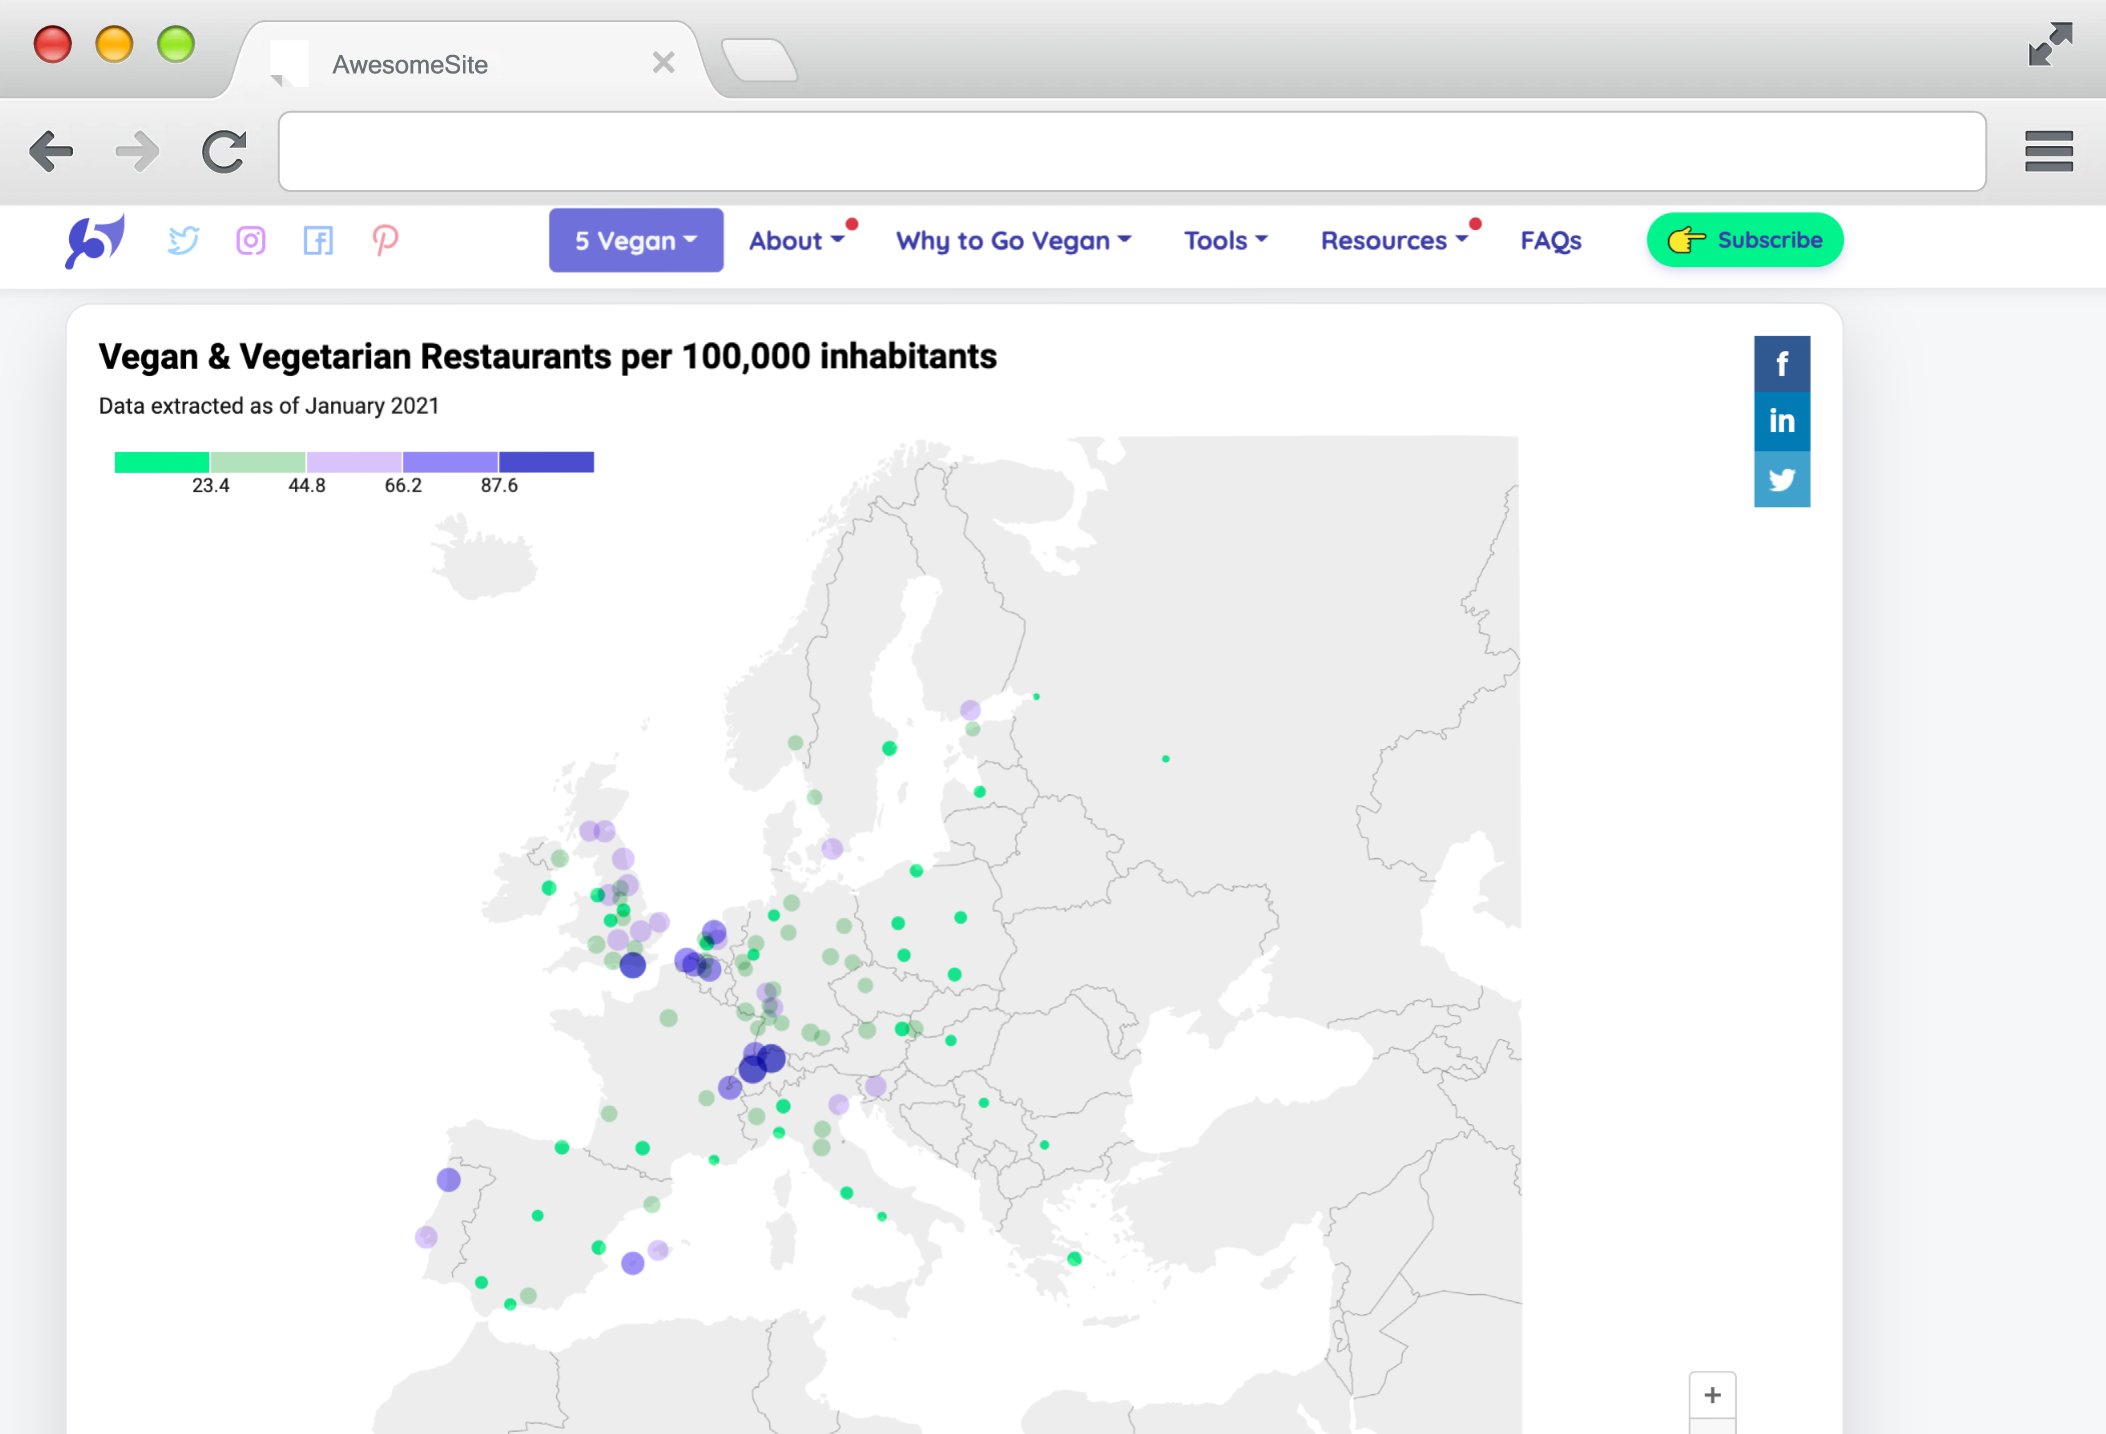 AwesomeSite
5 Vegan
About
Why to Go Vegan
Tools
Resources
FAQs
Subscribe
Vegan & Vegetarian Restaurants per 100,000 inhabitants
Data extracted as of January 2021
f
in
23.4
44.8
66.2
87.6
+